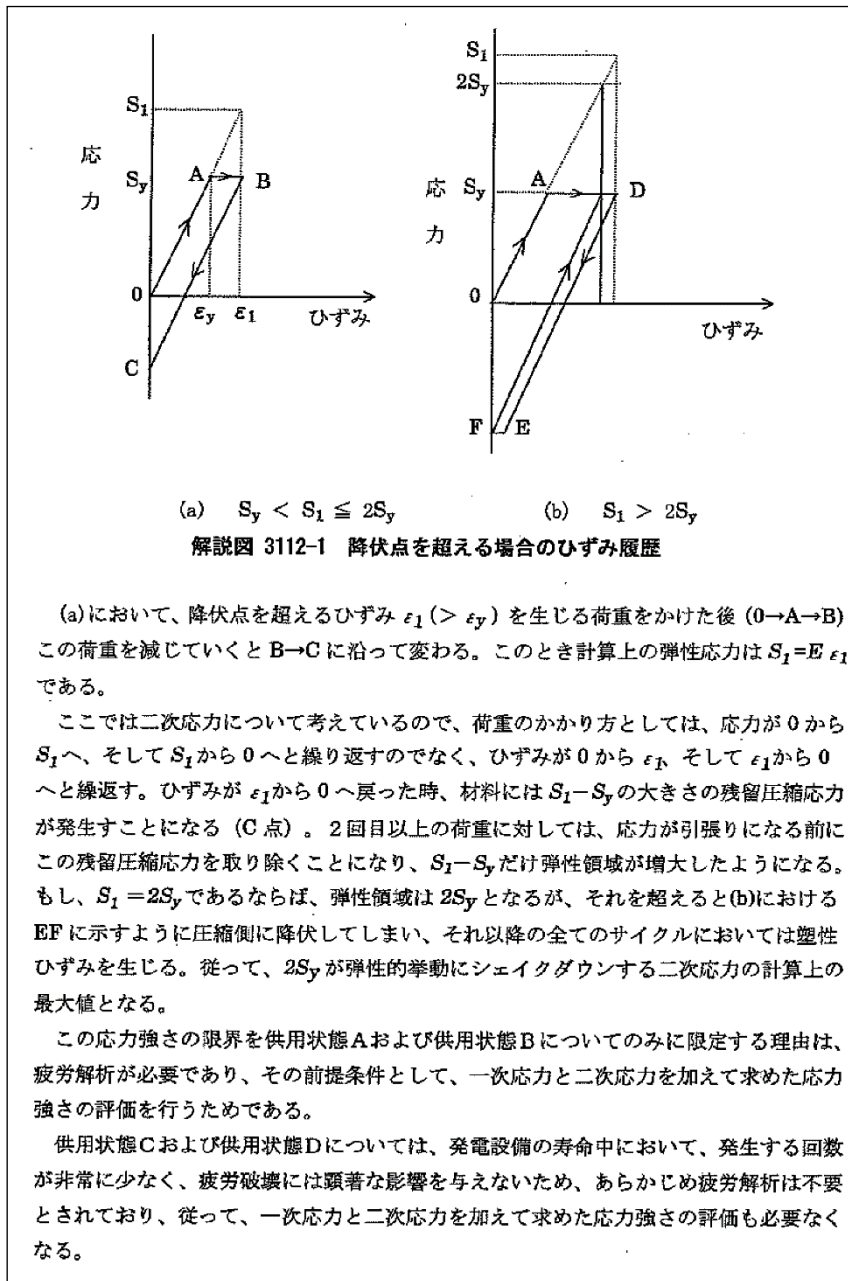 S1
Sy
応
力
A
B
0
εy
ε1
ひずみ
C
S1
2Sy
応
力
Sy
A
D
0
ひずみ
F
E
(a) Sy < S1 ≦ 2Sy
(b) S1 > 2Sy
解説図 3112-1 降伏点を超える場合のひずみ履歴
(a)において、降伏点を超えるひずみ ε1(> εy) を生じる荷重をかけた後 (0→A→B)
この荷重を減じていくと B→C に沿って変わる。このとき計算上の弾性応力は S1=E ε1
である。
ここでは二次応力について考えているので、荷重のかかり方としては、応力が 0 から
S1へ、そして S1から 0 へと繰り返すのでなく、ひずみが 0 から ε1、そして ε1から 0
へと繰返す。ひずみが ε1から 0 へ戻った時、材料には S1−Syの大きさの残留圧縮応力
が発生すことになる（C 点）。2回目以上の荷重に対しては、応力が引張りになる前に
この残留圧縮応力を取り除くことになり、S1−Syだけ弾性領域が増大したようになる。
もし、S1 =2Syであるならば、弾性領域は 2Syとなるが、それを超えると(b)における
EF に示すように圧縮側に降伏してしまい、それ以降の全てのサイクルにおいては塑性
ひずみを生じる。従って、2Syが弾性的挙動にシェイクダウンする二次応力の計算上の
最大値となる。
この応力強さの限界を供用状態Aおよび供用状態Bについてのみに限定する理由は、
疲労解析が必要であり、その前提条件として、一次応力と二次応力を加えて求めた応力
強さの評価を行うためである。
供用状態Cおよび供用状態Dについては、発電設備の寿命中において、発生する回数
が非常に少なく、疲労破壊には顕著な影響を与えないため、あらかじめ疲労解析は不要
とされており、従って、一次応力と二次応力を加えて求めた応力強さの評価も必要なく
なる。